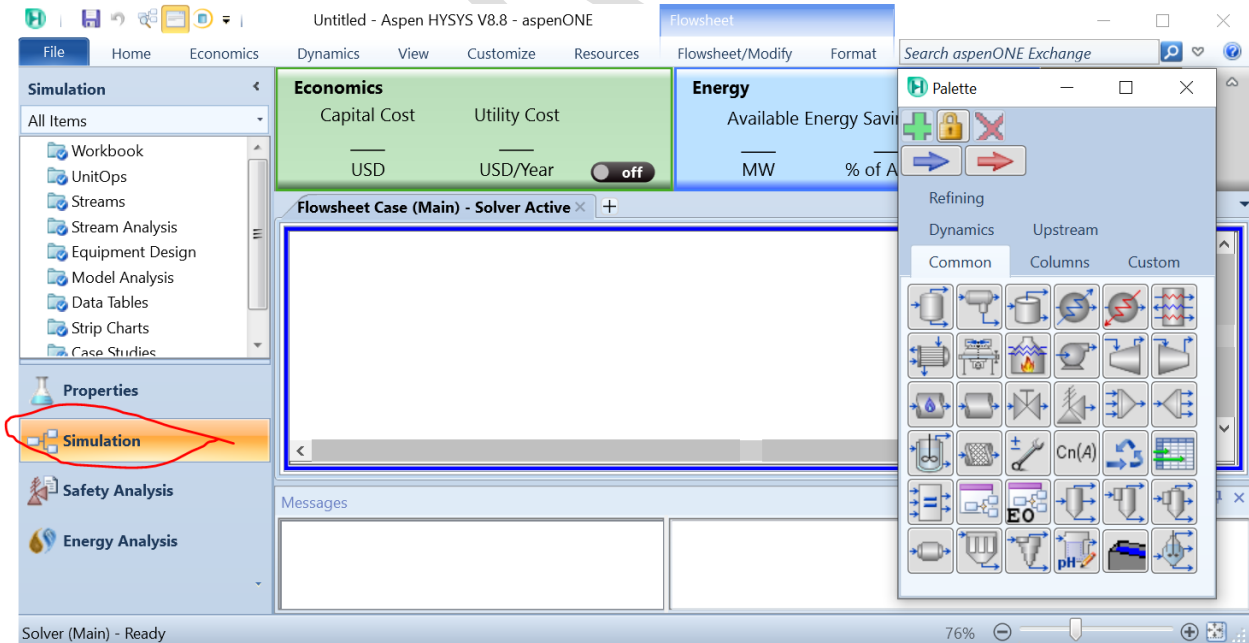 Untitled - Aspen HYSYS V8.8 - aspenONE
Flowsheet
File Home Economics Dynamics View Customize Resources Flowsheet/Modify Format Search aspenONE Exchange
Simulation
All Items
Workbook
UnitOps
Streams
Stream Analysis
Equipment Design
Model Analysis
Data Tables
Strip Charts
Case Studies
Properties
Simulation
Safety Analysis
Energy Analysis
Economics
Capital Cost Utility Cost
USD USD/Year off
Energy
Available Energy Savi
MW % of A
Flowsheet Case (Main) - Solver Active
Messages
Palette
Refining
Dynamics Upstream
Common Columns Custom
Cn(A)
EO
pH
Solver (Main) - Ready
76%